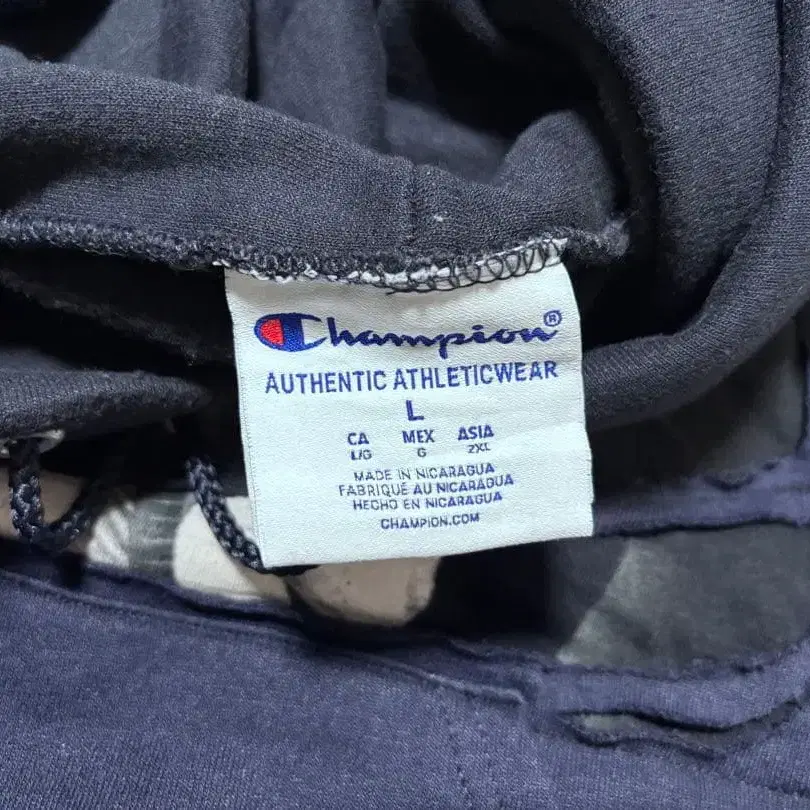 Champion®
AUTHENTIC ATHLETICWEAR
L
CA MEX ASIA
L/G G 2XL
MADE IN NICARAGUA
FABRIQUÉ AU NICARAGUA
HECHO EN NICARAGUA
CHAMPION.COM